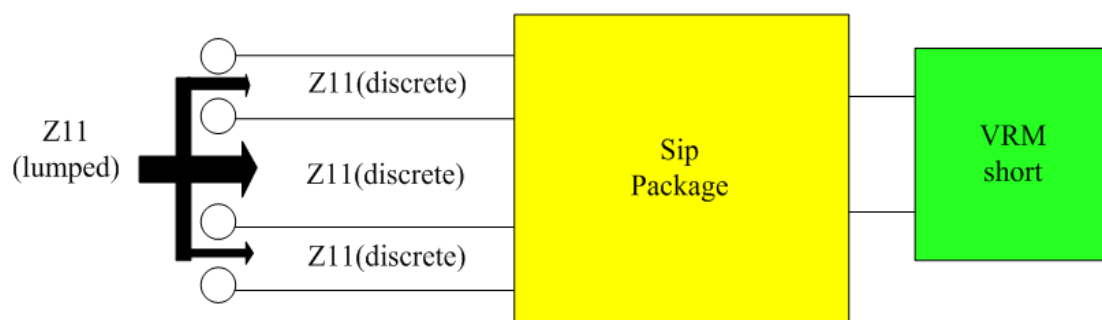 Z11(discrete)
Z11
(lumped)
Z11(discrete)
Z11(discrete)
Sip
Package
VRM
short